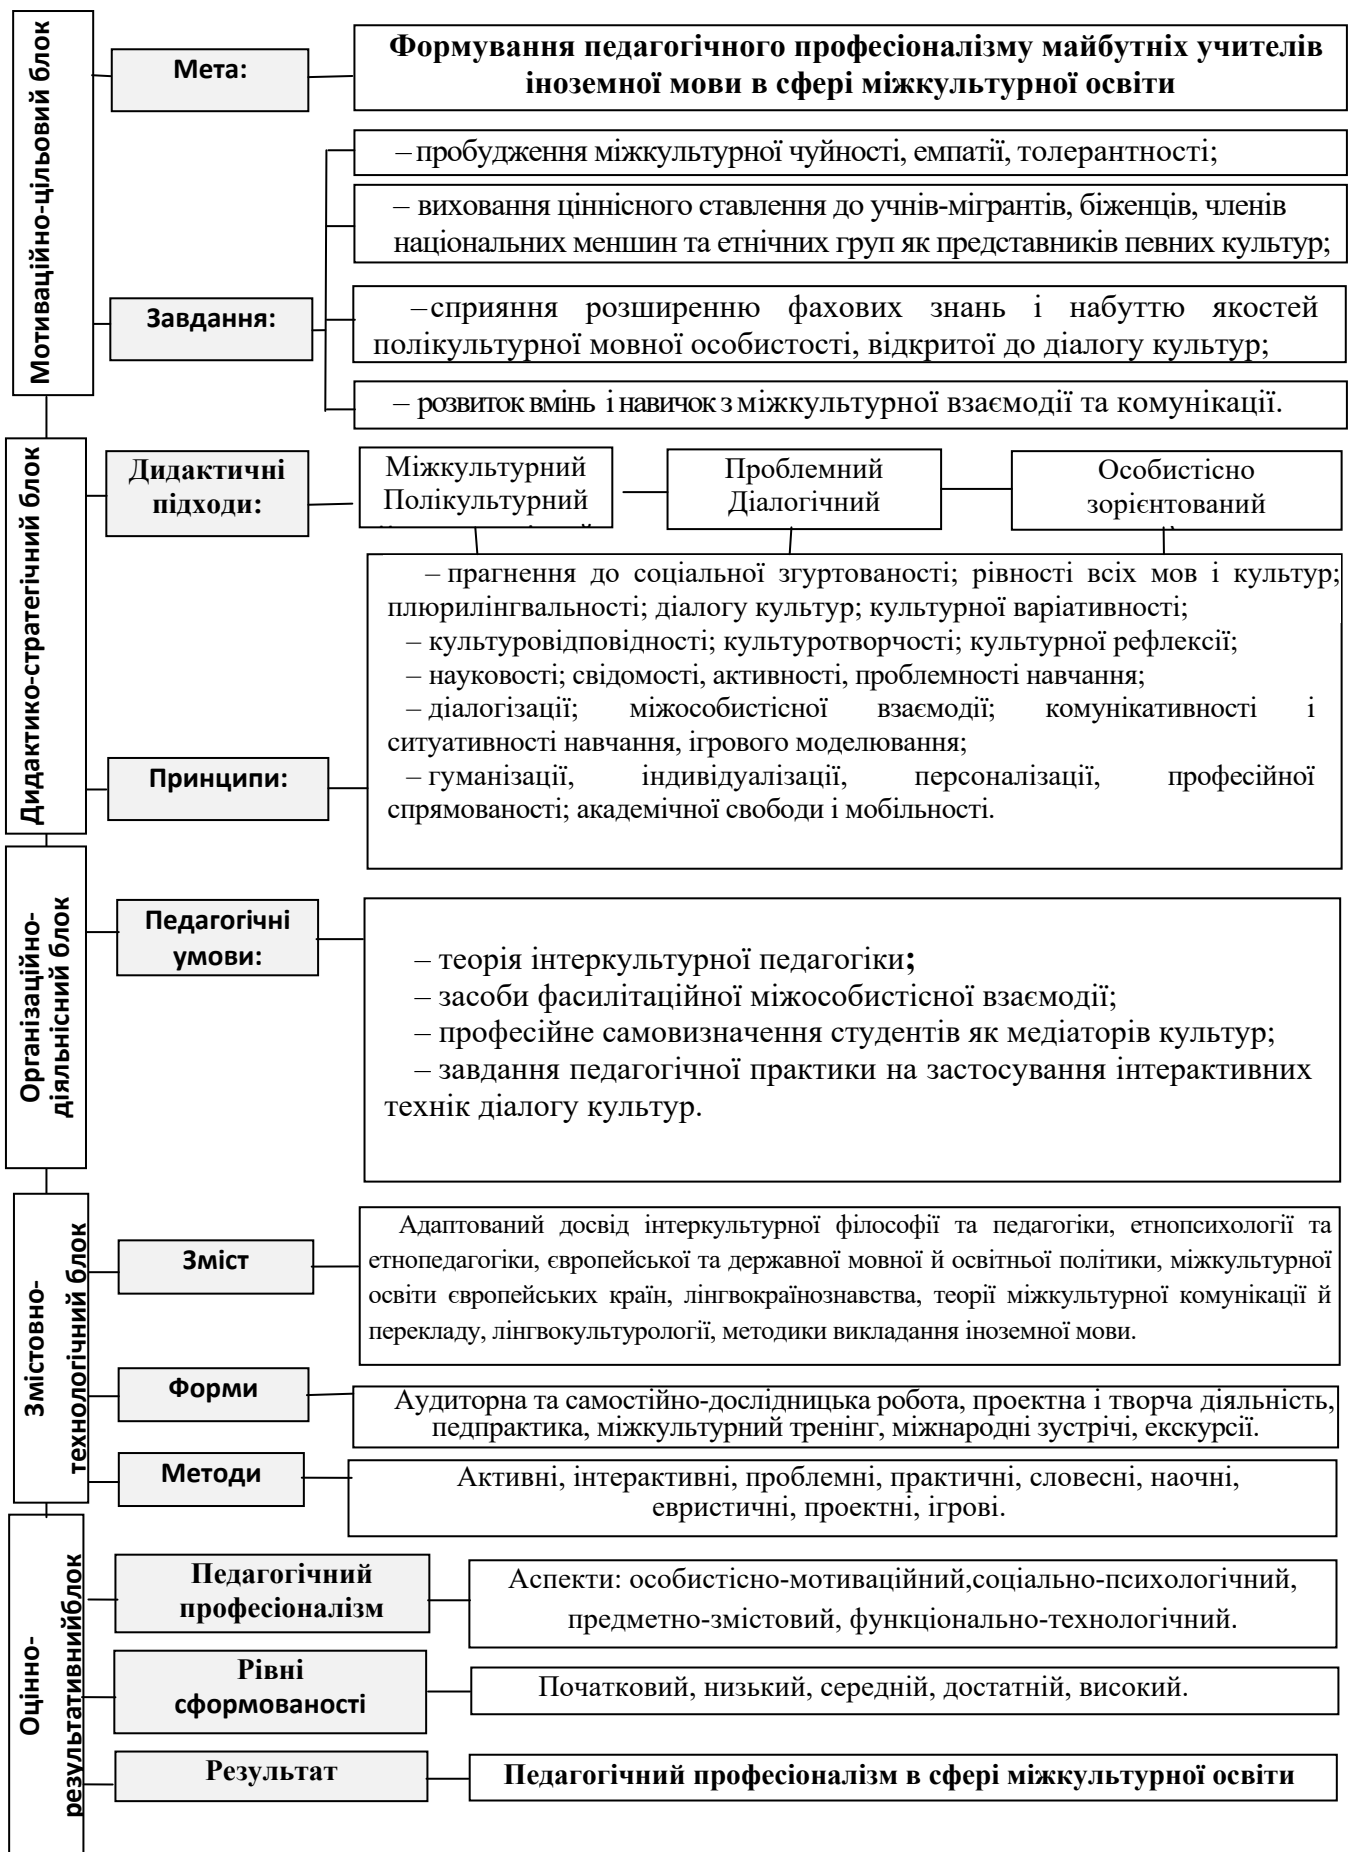 Мотиваційно-цільовий блок
Мета:
Формування педагогічного професіоналізму майбутніх учителів
іноземної мови в сфері міжкультурної освіти
Завдання:
– пробудження міжкультурної чуйності, емпатії, толерантності;
– виховання ціннісного ставлення до учнів-мігрантів, біженців, членів
національних меншин та етнічних груп як представників певних культур;
– сприяння розширенню фахових знань і набуттю якостей
полікультурної мовної особистості, відкритої до діалогу культур;
– розвиток вмінь і навичок з міжкультурної взаємодії та комунікації.
Дидактико-стратегічний блок
Дидактичні
підходи:
Міжкультурний
Полікультурний
Проблемний
Діалогічний
Особистісно
зорієнтований
Принципи:
– прагнення до соціальної згуртованості; рівності всіх мов і культур;
плюрилінгвальності; діалогу культур; культурної варіативності;
– культуровідповідності; культуротворчості; культурної рефлексії;
– науковості; свідомості, активності, проблемності навчання;
– діалогізації; міжособистісної взаємодії; комунікативності і
ситуативності навчання, ігрового моделювання;
– гуманізації, індивідуалізації, персоналізації, професійної
спрямованості; академічної свободи і мобільності.
Організаційно-
діяльнісний блок
Педагогічні
умови:
– теорія інтеркультурної педагогіки;
– засоби фасилітаційної міжособистісної взаємодії;
– професійне самовизначення студентів як медіаторів культур;
– завдання педагогічної практики на застосування інтерактивних
технік діалогу культур.
Змістовно-
технологічний блок
Зміст
Адаптований досвід інтеркультурної філософії та педагогіки, етнопсихології та
етнопедагогіки, європейської та державної мовної й освітньої політики, міжкультурної
освіти європейських країн, лінгвокраїнознавства, теорії міжкультурної комунікації й
перекладу, лінгвокультурології, методики викладання іноземної мови.
Форми
Аудиторна та самостійно-дослідницька робота, проектна і творча діяльність,
педпрактика, міжкультурний тренінг, міжнародні зустрічі, екскурсії.
Методи
Активні, інтерактивні, проблемні, практичні, словесні, наочні,
евристичні, проектні, ігрові.
Оцінно-
результативнийблок
Педагогічний
професіоналізм
Аспекти: особистісно-мотиваційний,соціально-психологічний,
предметно-змістовий, функціонально-технологічний.
Рівні
сформованості
Початковий, низький, середній, достатній, високий.
Результат
Педагогічний професіоналізм в сфері міжкультурної освіти